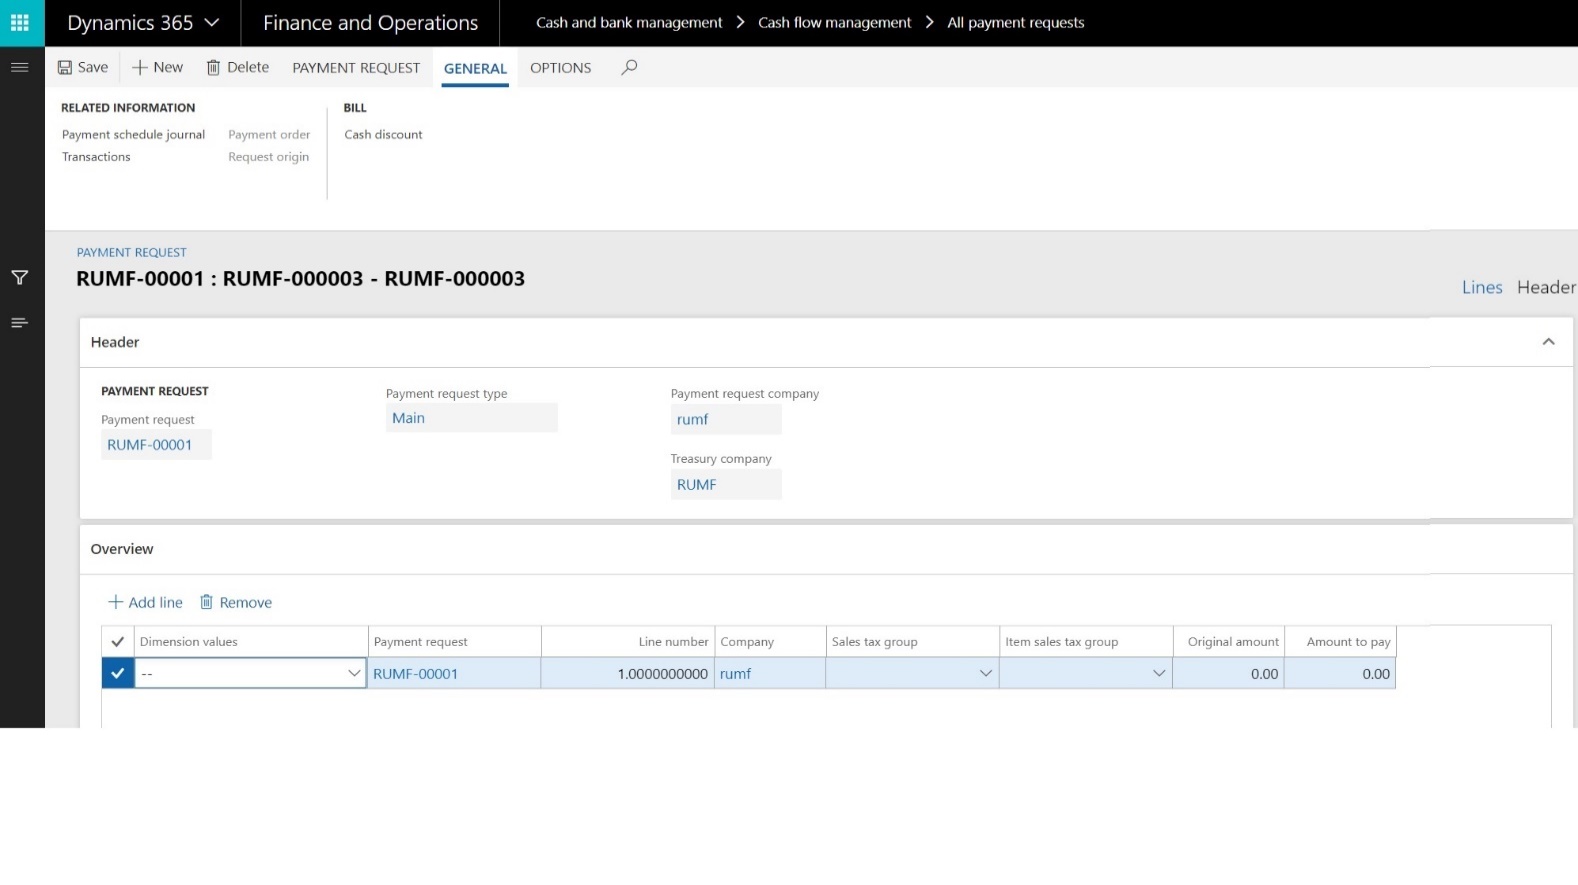 Dynamics 365 Finance and Operations Cash and bank management > Cash flow management > All payment requests
Save New Delete PAYMENT REQUEST GENERAL OPTIONS
RELATED INFORMATION BILL
Payment schedule journal Payment order Cash discount
Transactions Request origin
PAYMENT REQUEST
RUMF-00001 : RUMF-000003 - RUMF-000003
Lines Header
Header
PAYMENT REQUEST Payment request type Payment request company
Main rumf
Payment request
RUMF-00001
Treasury company
RUMF
Overview
Add line Remove
Dimension values Payment request Line number Company Sales tax group Item sales tax group Original amount Amount to pay
-- RUMF-00001 1.0000000000 rumf 0.00 0.00